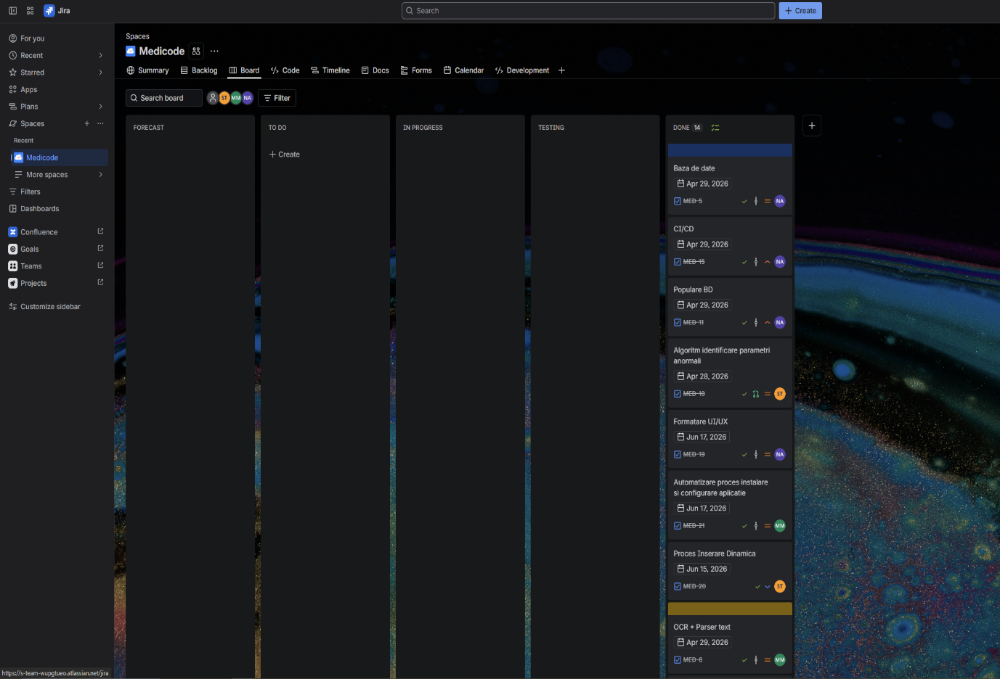 Jira
Search
+ Create
For you
Recent
Starred
Apps
Plans
Spaces
Recent
Medicode
More spaces
Filters
Dashboards
Confluence
Goals
Teams
Projects
Customize sidebar
Spaces
Medicode
Summary
Backlog
Board
Code
Timeline
Docs
Forms
Calendar
Development
Search board
ST
MM
NA
Filter
FORECAST
TO DO
+ Create
IN PROGRESS
TESTING
DONE 14
Baza de date
Apr 29, 2026
MED-5
NA
CI/CD
Apr 29, 2026
MED-15
NA
Populare BD
Apr 29, 2026
MED-11
NA
Algoritm identificare parametri
anormali
Apr 28, 2026
MED-10
ST
Formatare UI/UX
Jun 17, 2026
MED-19
NA
Automatizare proces instalare
si configurare aplicatie
Jun 17, 2026
MED-21
MM
Proces Inserare Dinamica
Jun 15, 2026
MED-20
ST
OCR + Parser text
Apr 29, 2026
MED-6
MM
https://s-team-wupgtueo.atlassian.net/jira